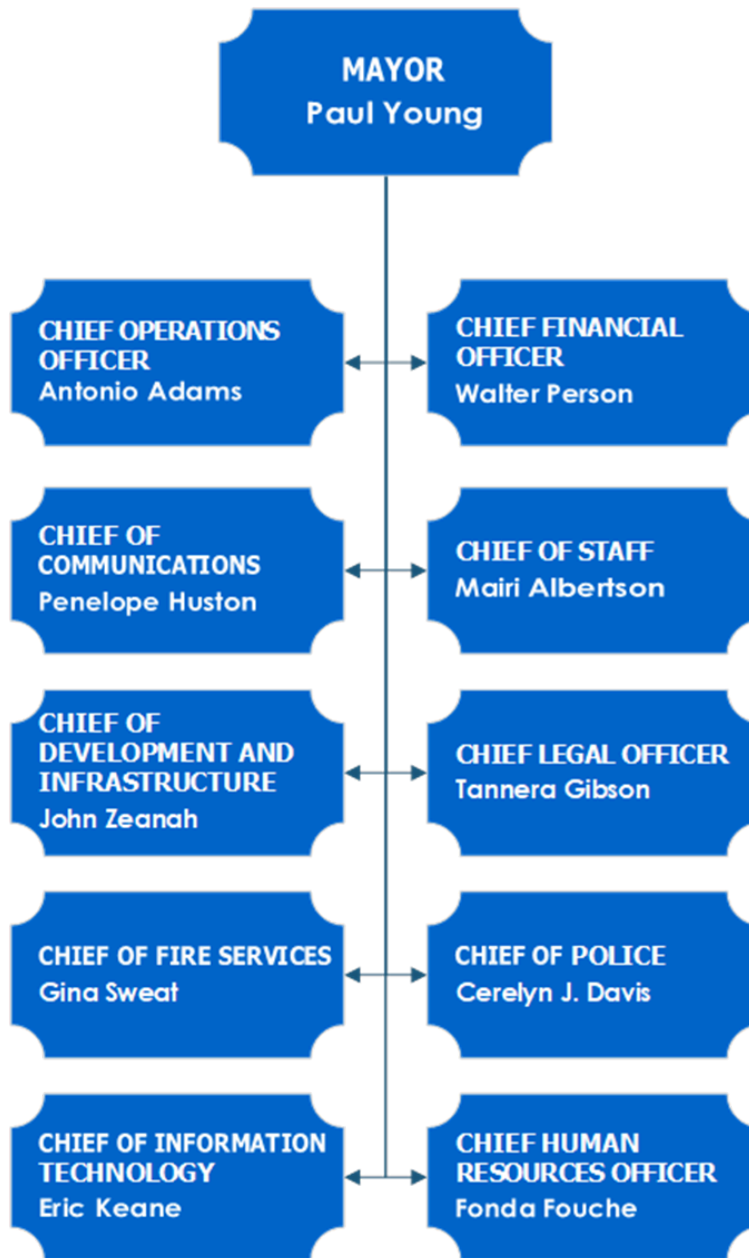 MAYOR
Paul Young
CHIEF OPERATIONS
OFFICER
Antonio Adams
CHIEF FINANCIAL
OFFICER
Walter Person
CHIEF OF
COMMUNICATIONS
Penelope Huston
CHIEF OF STAFF
Mairi Albertson
CHIEF OF
DEVELOPMENT AND
INFRASTRUCTURE
John Zeanah
CHIEF LEGAL OFFICER
Tannera Gibson
CHIEF OF FIRE SERVICES
Gina Sweat
CHIEF OF POLICE
Cerelyn J. Davis
CHIEF OF INFORMATION
TECHNOLOGY
Eric Keane
CHIEF HUMAN
RESOURCES OFFICER
Fonda Fouche